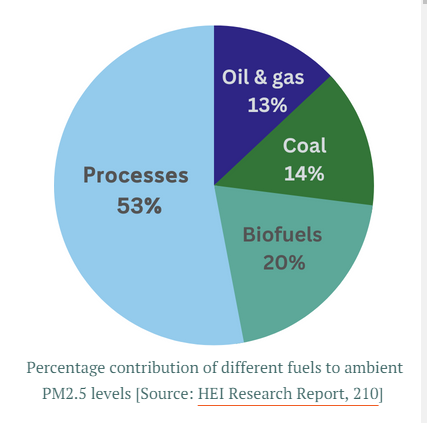 Oil & gas
13%
Coal
14%
Processes
53%
Biofuels
20%
Percentage contribution of different fuels to ambient
PM2.5 levels [Source: HEI Research Report, 210]